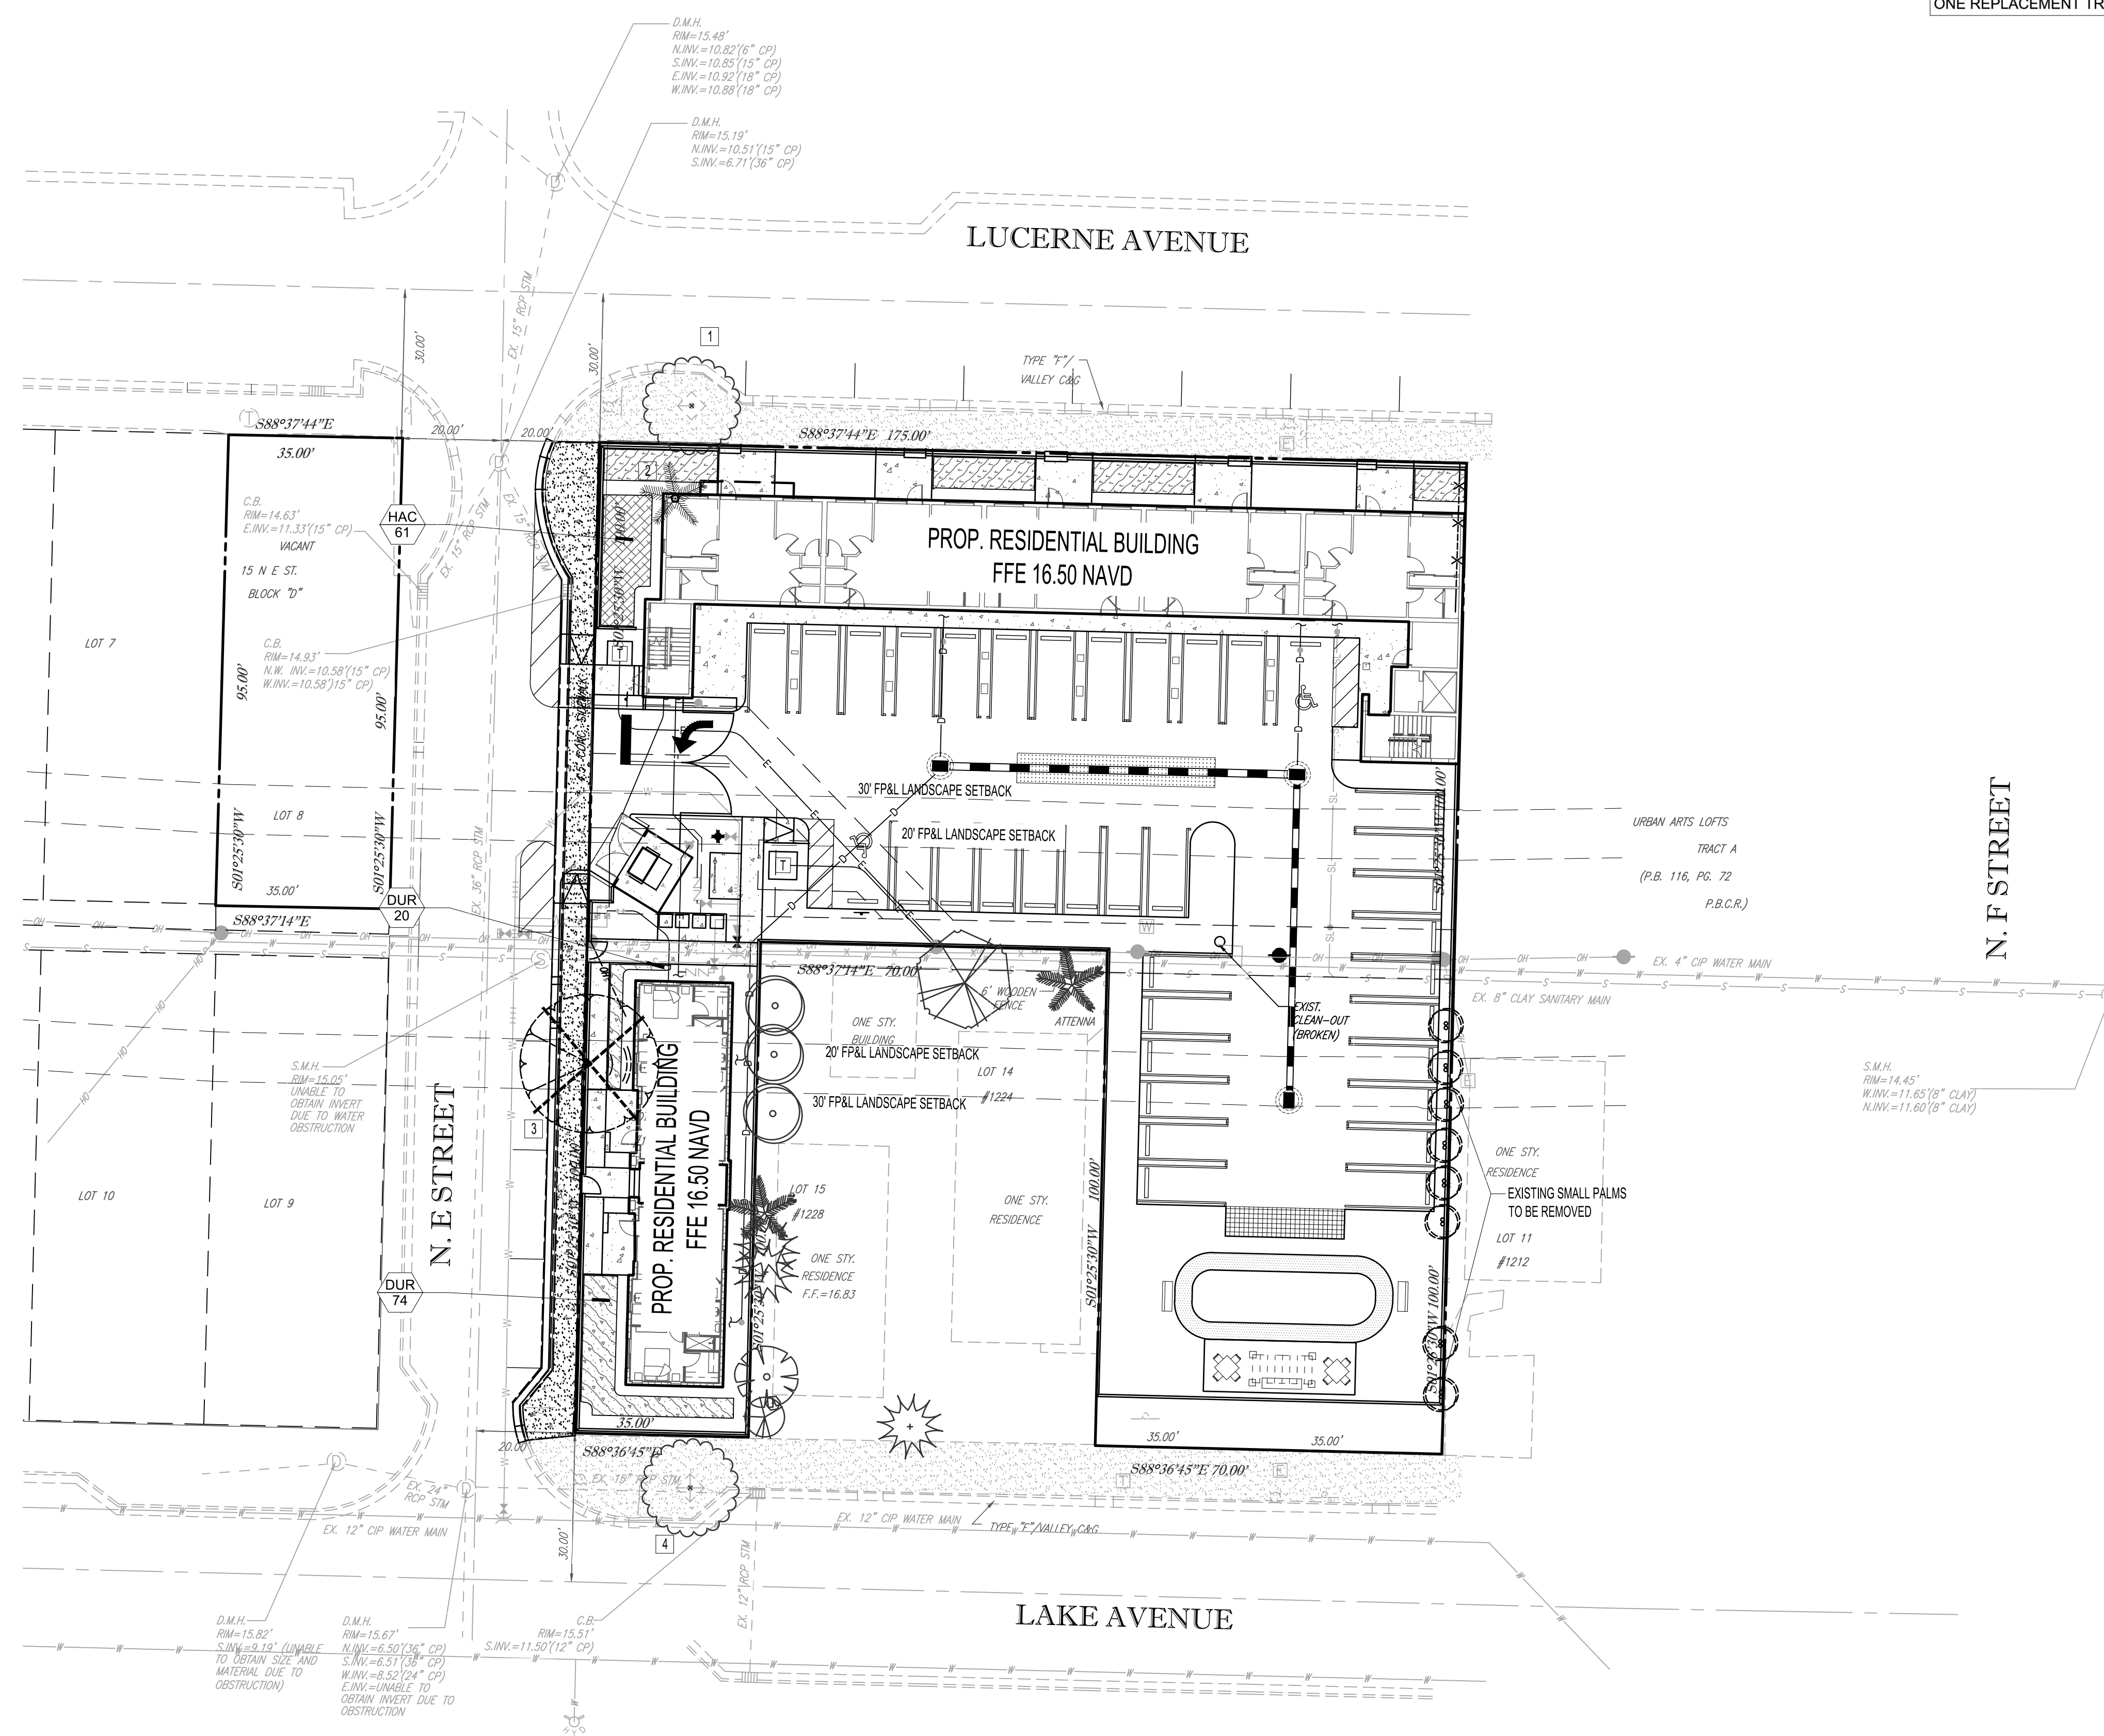 ONE REPLACEMENT TR
D.M.H.
RIM=15.48'
N.INV.=10.82'(6" CP)
S.INV.=10.85'(15" CP)
E.INV.=10.92'(18" CP)
W.INV.=10.88'(18" CP)
D.M.H.
RIM=15.19'
N.INV.=10.51'(15" CP)
S.INV.=6.71'(36" CP)
LUCERNE AVENUE
EX. 15" RCP STM
30.00'
30.00'
1
TYPE "F"/
VALLEY C&G
S88°37'44"E
35.00'
20.00'
20.00'
S88°37'44"E 175.00'
2
C.B.
RIM=14.63'
E.INV.=11.33'(15" CP)
VACANT
15 N E ST.
BLOCK "D"
HAC
61
EX. 15" RCP STM
PROP. RESIDENTIAL BUILDING
FFE 16.50 NAVD
LOT 7
C.B.
RIM=14.93'
N.W. INV.=10.58'(15" CP)
W.INV.=10.58')15" CP)
95.00'
95.00'
30' FP&L LANDSCAPE SETBACK
20' FP&L LANDSCAPE SETBACK
LOT 8
S01°25'30"W
S01°25'30"W
EX. 36" RCP STM
S01°25'30"W 100.00'
URBAN ARTS LOFTS
TRACT A
(P.B. 116, PG. 72
P.B.C.R.)
N. F STREET
35.00'
DUR
20
S88°37'14"E
S88°37'14"E 70.00'
EX. 4" CIP WATER MAIN
EX. 8" CLAY SANITARY MAIN
6' WOODEN
FENCE
ATTENNA
EXIST.
CLEAN-OUT
(BROKEN)
ONE STY.
BUILDING
20' FP&L LANDSCAPE SETBACK
LOT 14
#1224
30' FP&L LANDSCAPE SETBACK
S.M.H.
RIM=15.05'
UNABLE TO
OBTAIN INVERT
DUE TO WATER
OBSTRUCTION
S.M.H.
RIM=14.45'
W.INV.=11.65'(8" CLAY)
N.INV.=11.60'(8" CLAY)
3
N. E STREET
PROP. RESIDENTIAL BUILDING
FFE 16.50 NAVD
LOT 10
LOT 9
LOT 15
#1228
ONE STY.
RESIDENCE
F.F.=16.83
ONE STY.
RESIDENCE
S01°25'30"W 100.00'
ONE STY.
RESIDENCE
EXISTING SMALL PALMS
TO BE REMOVED
LOT 11
#1212
S01°25'30"W 100.00'
DUR
74
35.00'
20.00'
S88°36'45"E
35.00'
35.00'
S88°36'45"E 70.00'
EX. 15" RCP STM
EX. 24"
RCP STM
EX. 12" CIP WATER MAIN
EX. 12" CIP WATER MAIN
TYPE "F"/VALLEY C&G
30.00'
4
EX. 12" RCP STM
LAKE AVENUE
D.M.H.
RIM=15.82'
S.INV.=9.19' (UNABLE
TO OBTAIN SIZE AND
MATERIAL DUE TO
OBSTRUCTION)
D.M.H.
RIM=15.67'
N.INV.=6.50'(36" CP)
S.INV.=6.51'(36" CP)
W.INV.=8.52'(24" CP)
E.INV.=UNABLE TO
OBTAIN INVERT DUE TO
OBSTRUCTION
C.B.
RIM=15.51'
S.INV.=11.50'(12" CP)
HYD